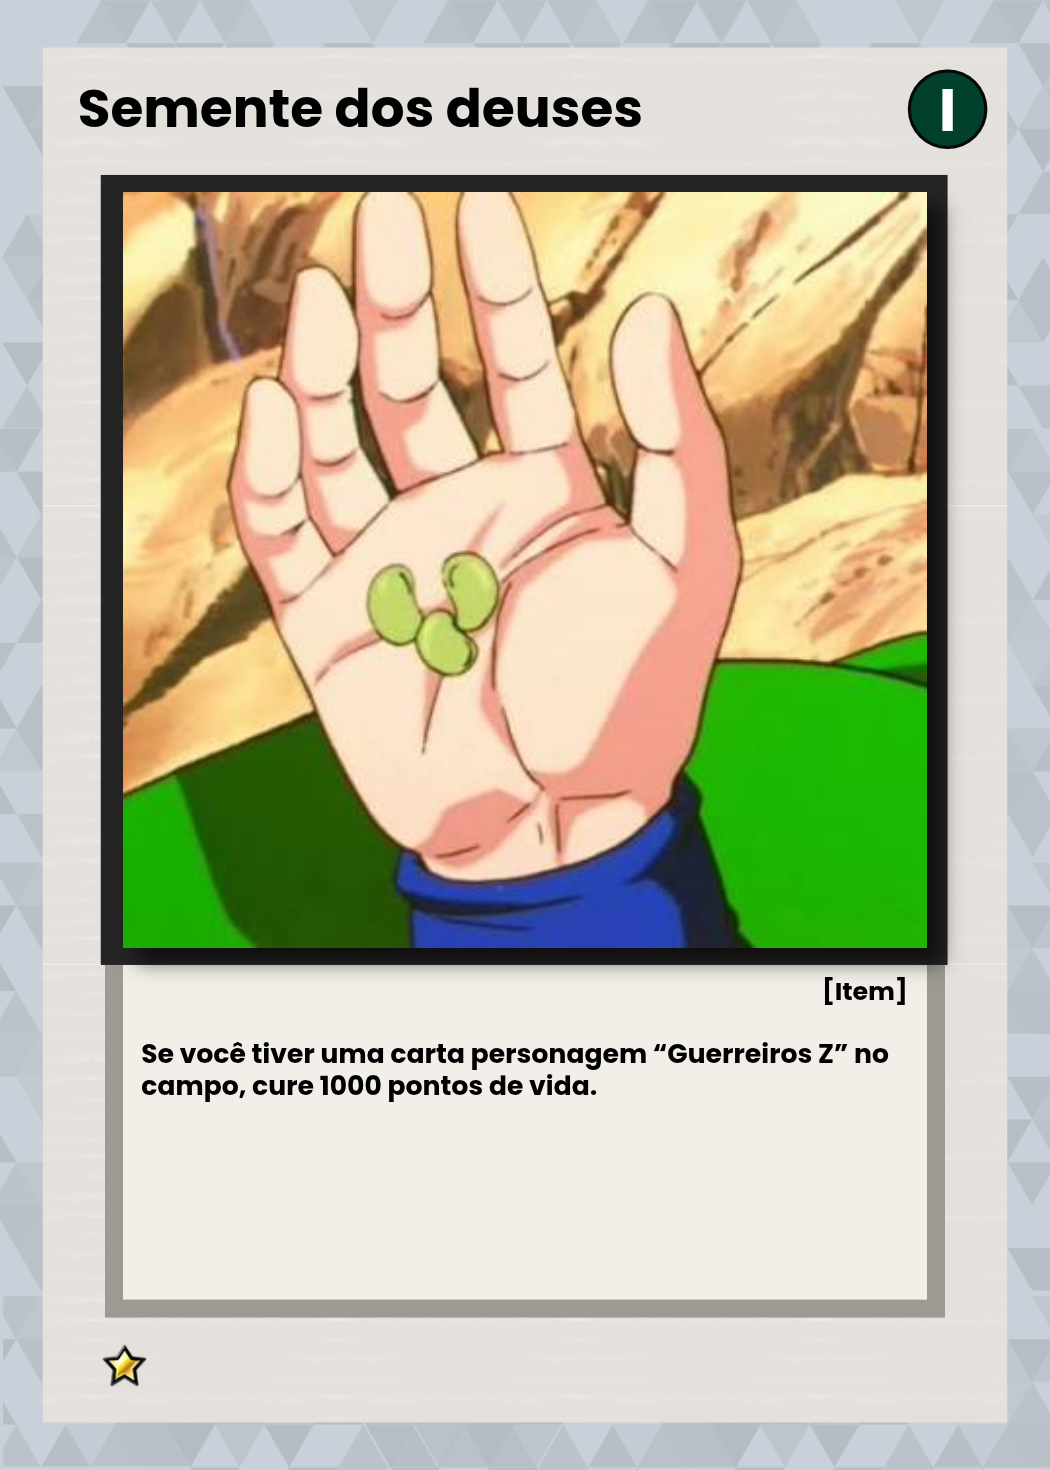 Semente dos deuses
I
[Item]
Se você tiver uma carta personagem “Guerreiros Z” no
campo, cure 1000 pontos de vida.